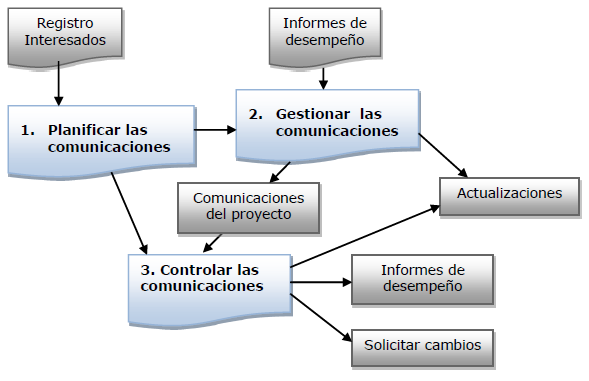 Registro
Interesados
Informes de
desempeño
1. Planificar las
comunicaciones
2. Gestionar las
comunicaciones
Comunicaciones
del proyecto
Actualizaciones
3. Controlar las
comunicaciones
Informes de
desempeño
Solicitar cambios